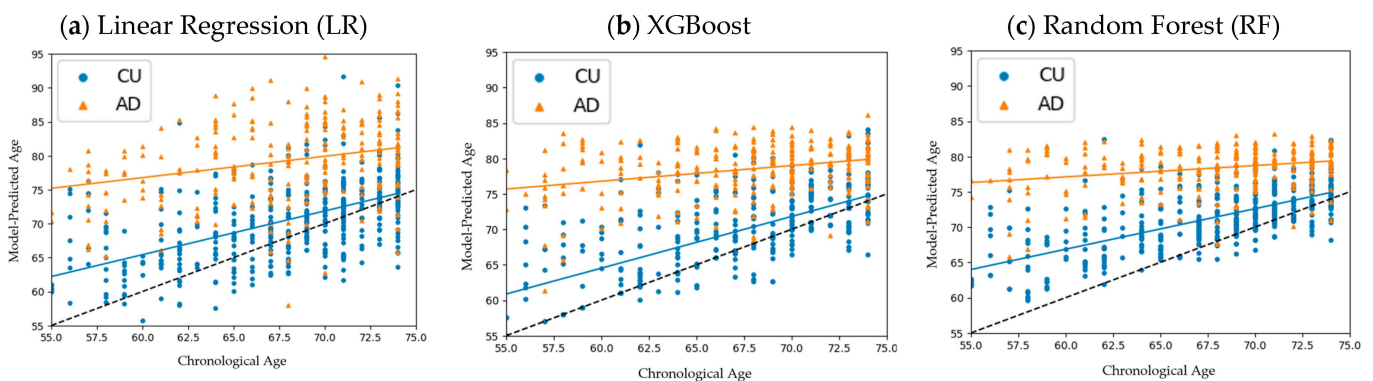 (a) Linear Regression (LR)
95
90
85
80
75
70
65
60
55
Model-Predicted Age
CU
AD
55.0 57.5 60.0 62.5 65.0 67.5 70.0 72.5 75.0
Chronological Age
(b) XGBoost
95
90
85
80
75
70
65
60
55
Model-Predicted Age
CU
AD
55.0 57.5 60.0 62.5 65.0 67.5 70.0 72.5 75.0
Chronological Age
(c) Random Forest (RF)
95
90
85
80
75
70
65
60
55
Model-Predicted Age
CU
AD
55.0 57.5 60.0 62.5 65.0 67.5 70.0 72.5 75.0
Chronological Age